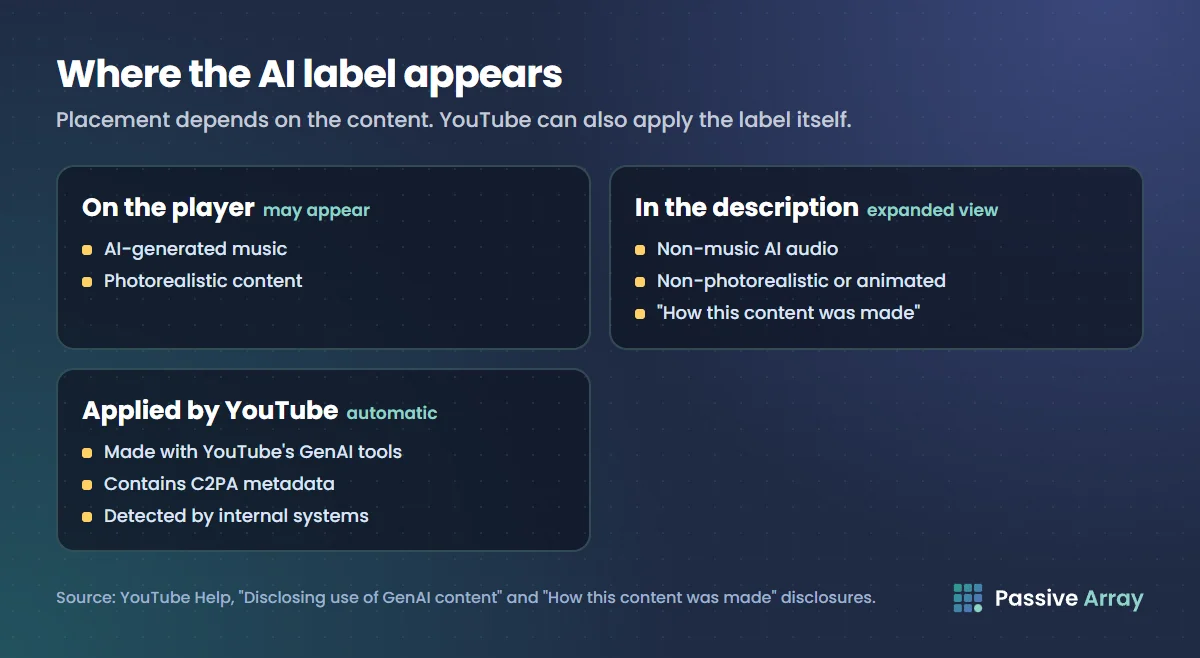 Where the AI label appears
Placement depends on the content. YouTube can also apply the label itself.
On the player may appear
AI-generated music
Photorealistic content
In the description expanded view
Non-music AI audio
Non-photorealistic or animated
"How this content was made"
Applied by YouTube automatic
Made with YouTube's GenAI tools
Contains C2PA metadata
Detected by internal systems
Source: YouTube Help, "Disclosing use of GenAI content" and "How this content was made" disclosures.
Passive Array